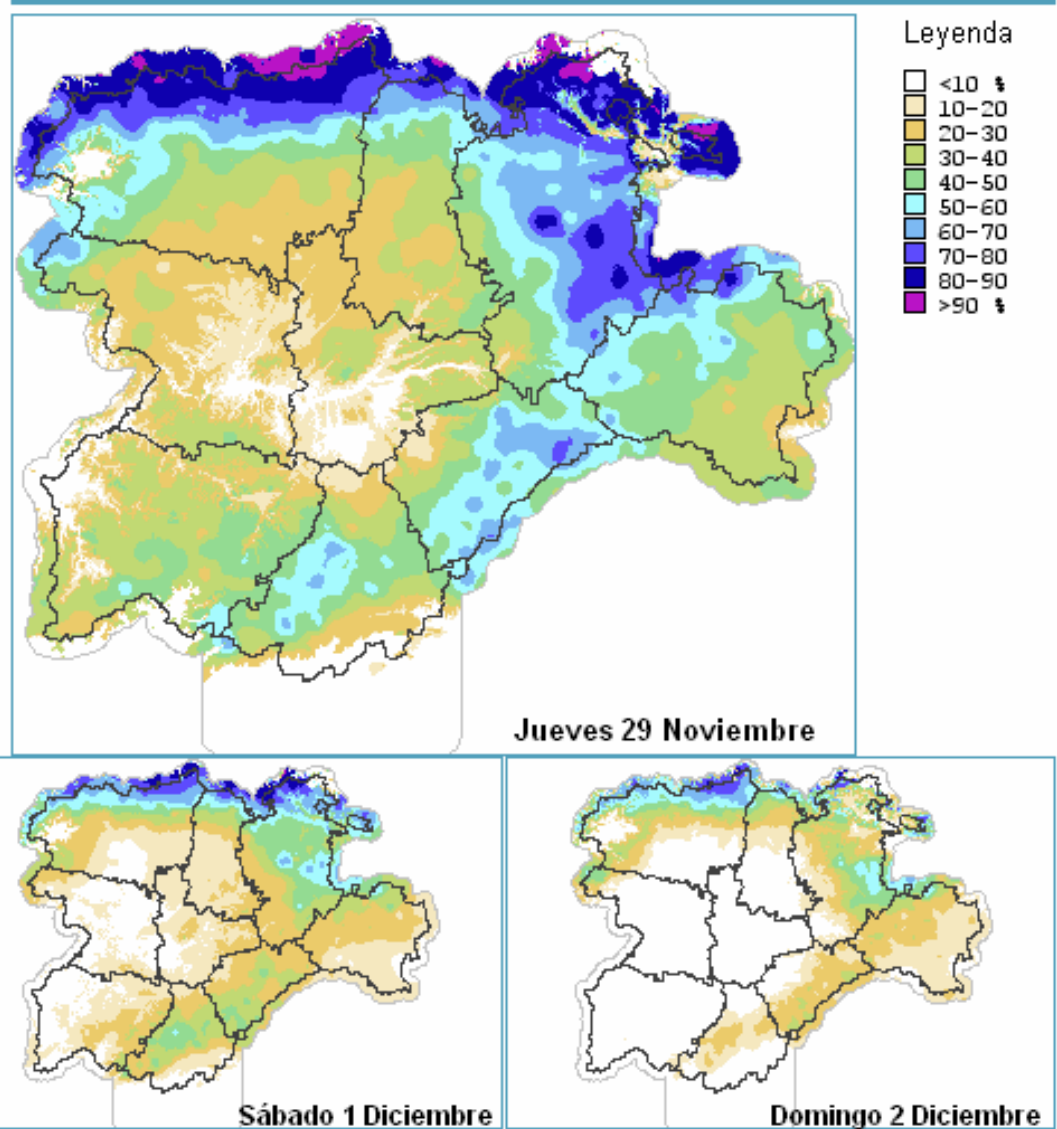 Leyenda
<10 %
10-20
20-30
30-40
40-50
50-60
60-70
70-80
80-90
>90 %
Jueves 29 Noviembre
Sábado 1 Diciembre
Domingo 2 Diciembre